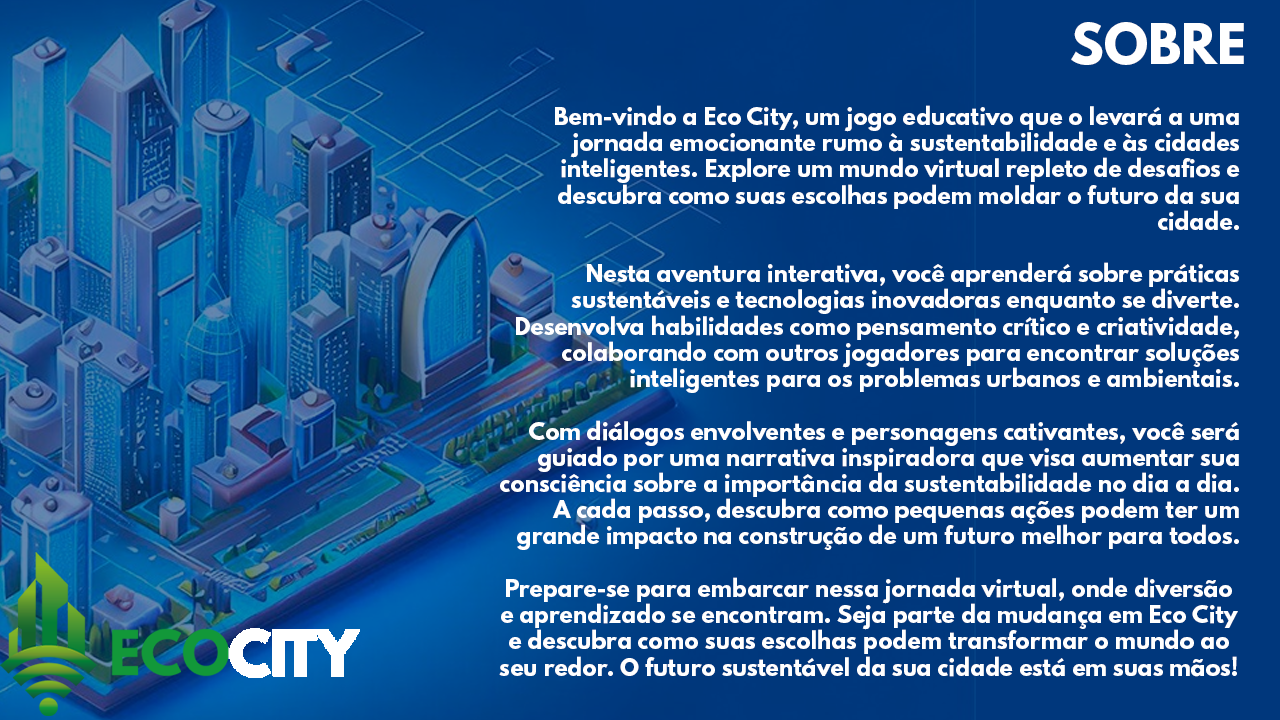 SOBRE
Bem-vindo a Eco City, um jogo educativo que o levará a uma
jornada emocionante rumo à sustentabilidade e às cidades
inteligentes. Explore um mundo virtual repleto de desafios e
descubra como suas escolhas podem moldar o futuro da sua
cidade.
Nesta aventura interativa, você aprenderá sobre práticas
sustentáveis e tecnologias inovadoras enquanto se diverte.
Desenvolva habilidades como pensamento crítico e criatividade,
colaborando com outros jogadores para encontrar soluções
inteligentes para os problemas urbanos e ambientais.
Com diálogos envolventes e personagens cativantes, você será
guiado por uma narrativa inspiradora que visa aumentar sua
consciência sobre a importância da sustentabilidade no dia a dia.
A cada passo, descubra como pequenas ações podem ter um
grande impacto na construção de um futuro melhor para todos.
Prepare-se para embarcar nessa jornada virtual, onde diversão
e aprendizado se encontram. Seja parte da mudança em Eco City
e descubra como suas escolhas podem transformar o mundo ao
seu redor. O futuro sustentável da sua cidade está em suas mãos!
ECOCITY